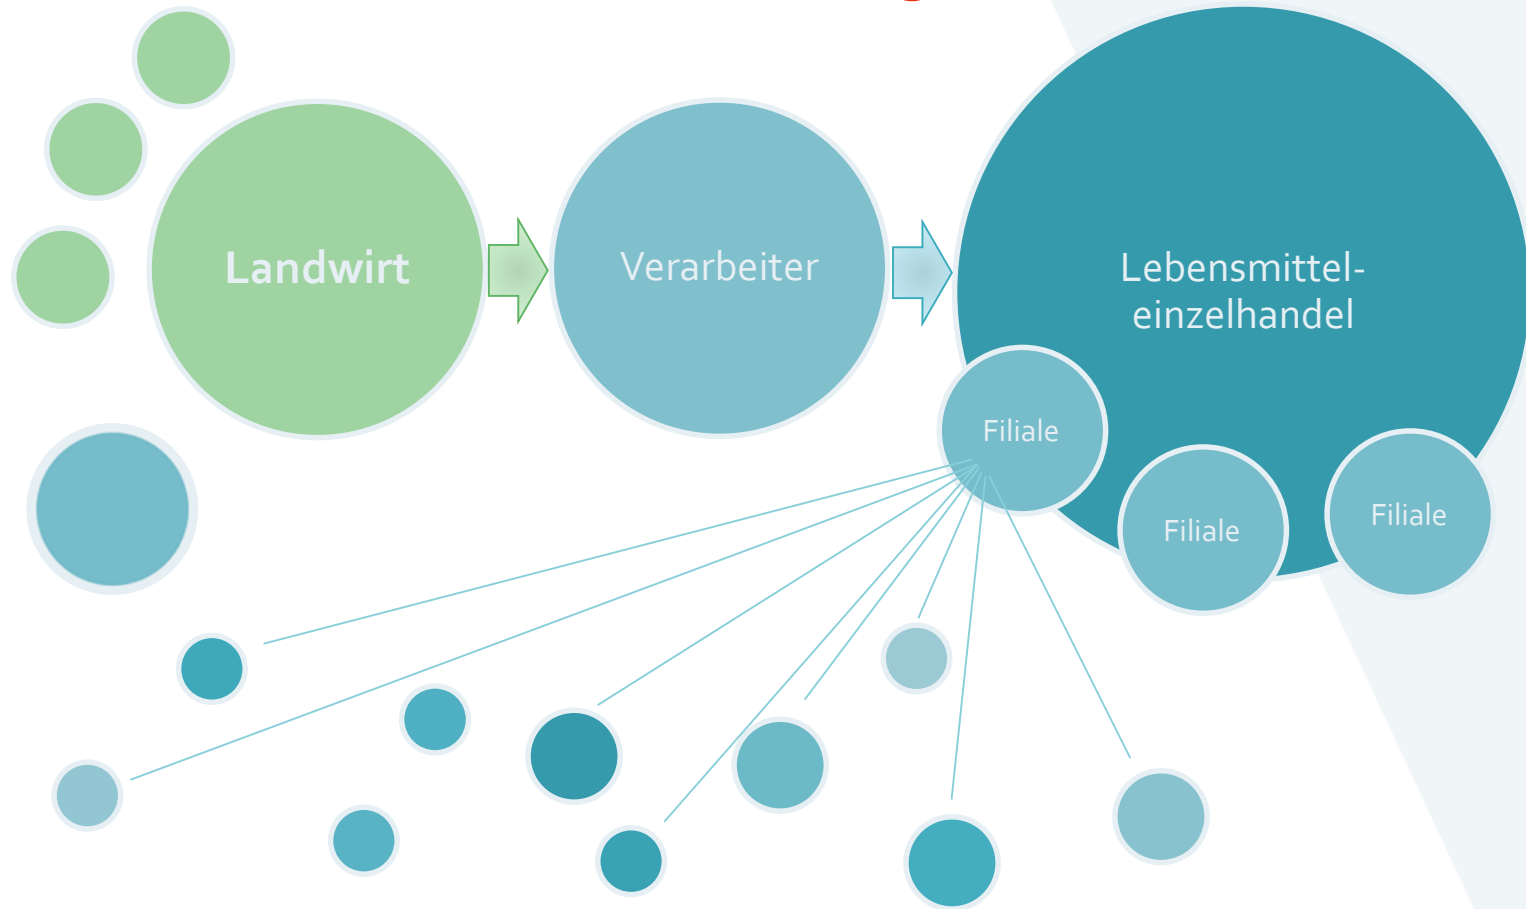 Landwirt
Verarbeiter
Lebensmittel-
einzelhandel
Filiale
Filiale
Filiale